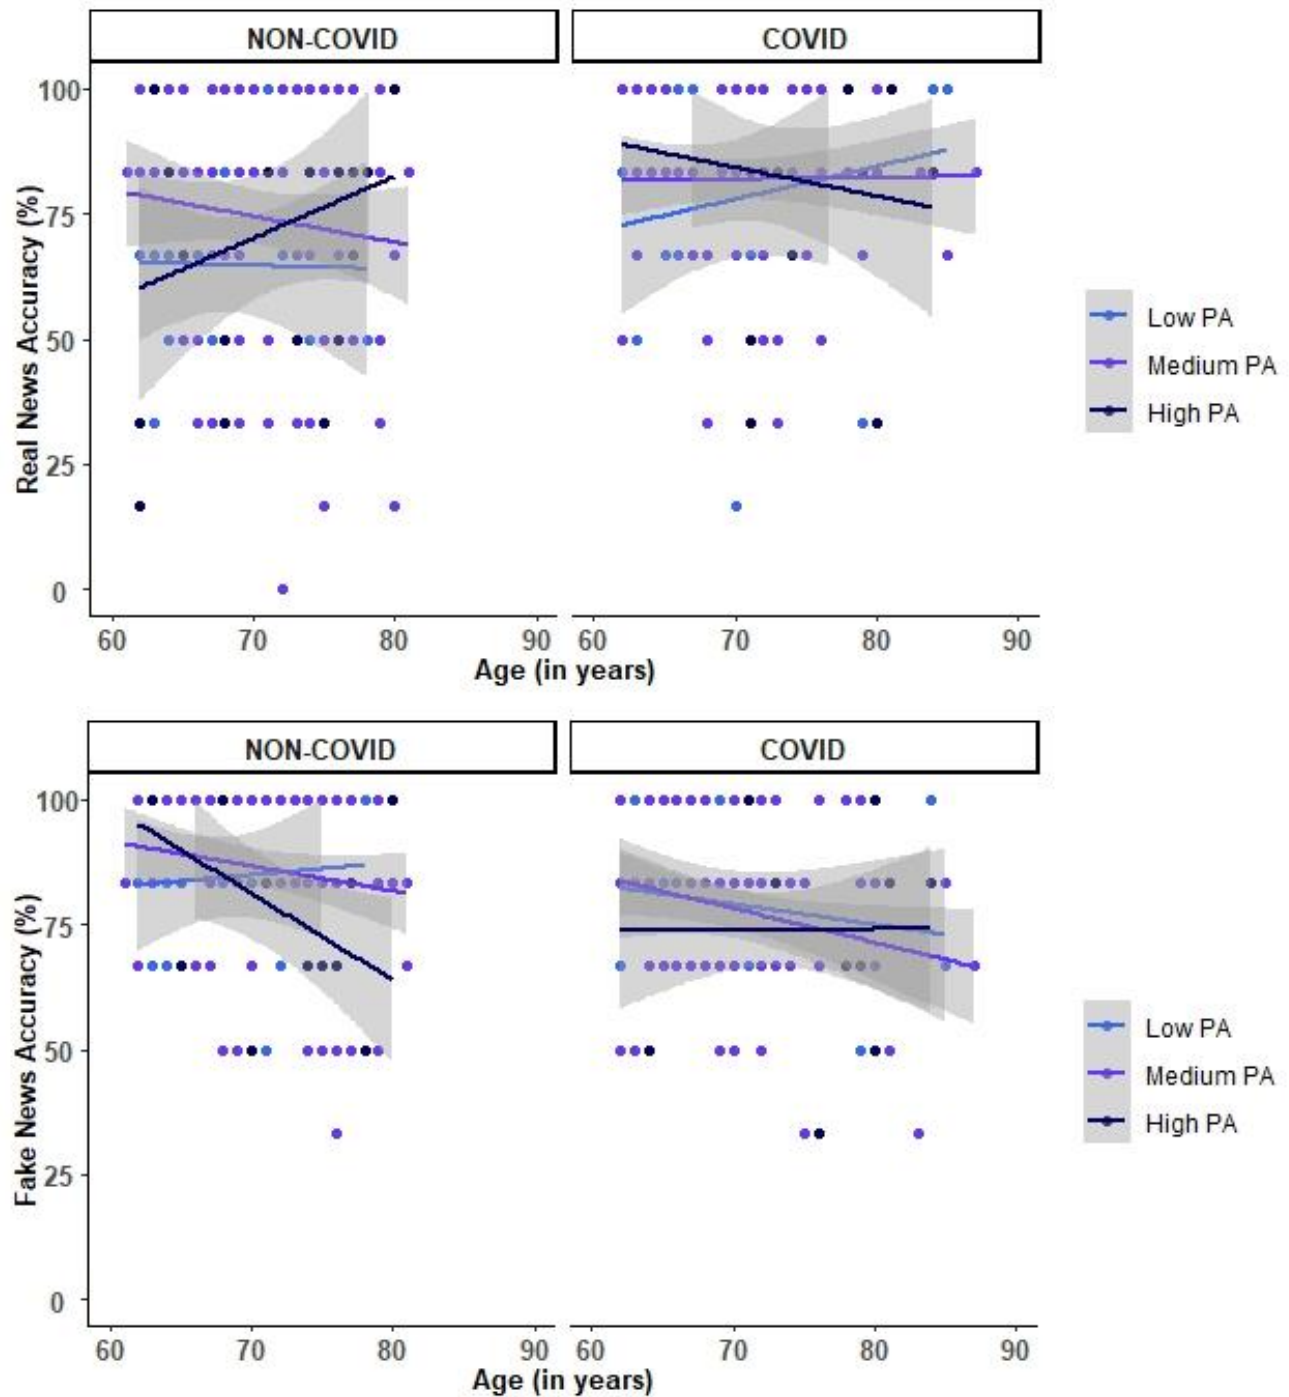 NON-COVID COVID
Real News Accuracy (%)
100
75
50
25
0
60 70 80 90 60 70 80 90
Age (in years)
Low PA
Medium PA
High PA
NON-COVID COVID
Fake News Accuracy (%)
100
75
50
25
0
60 70 80 90 60 70 80 90
Age (in years)
Low PA
Medium PA
High PA